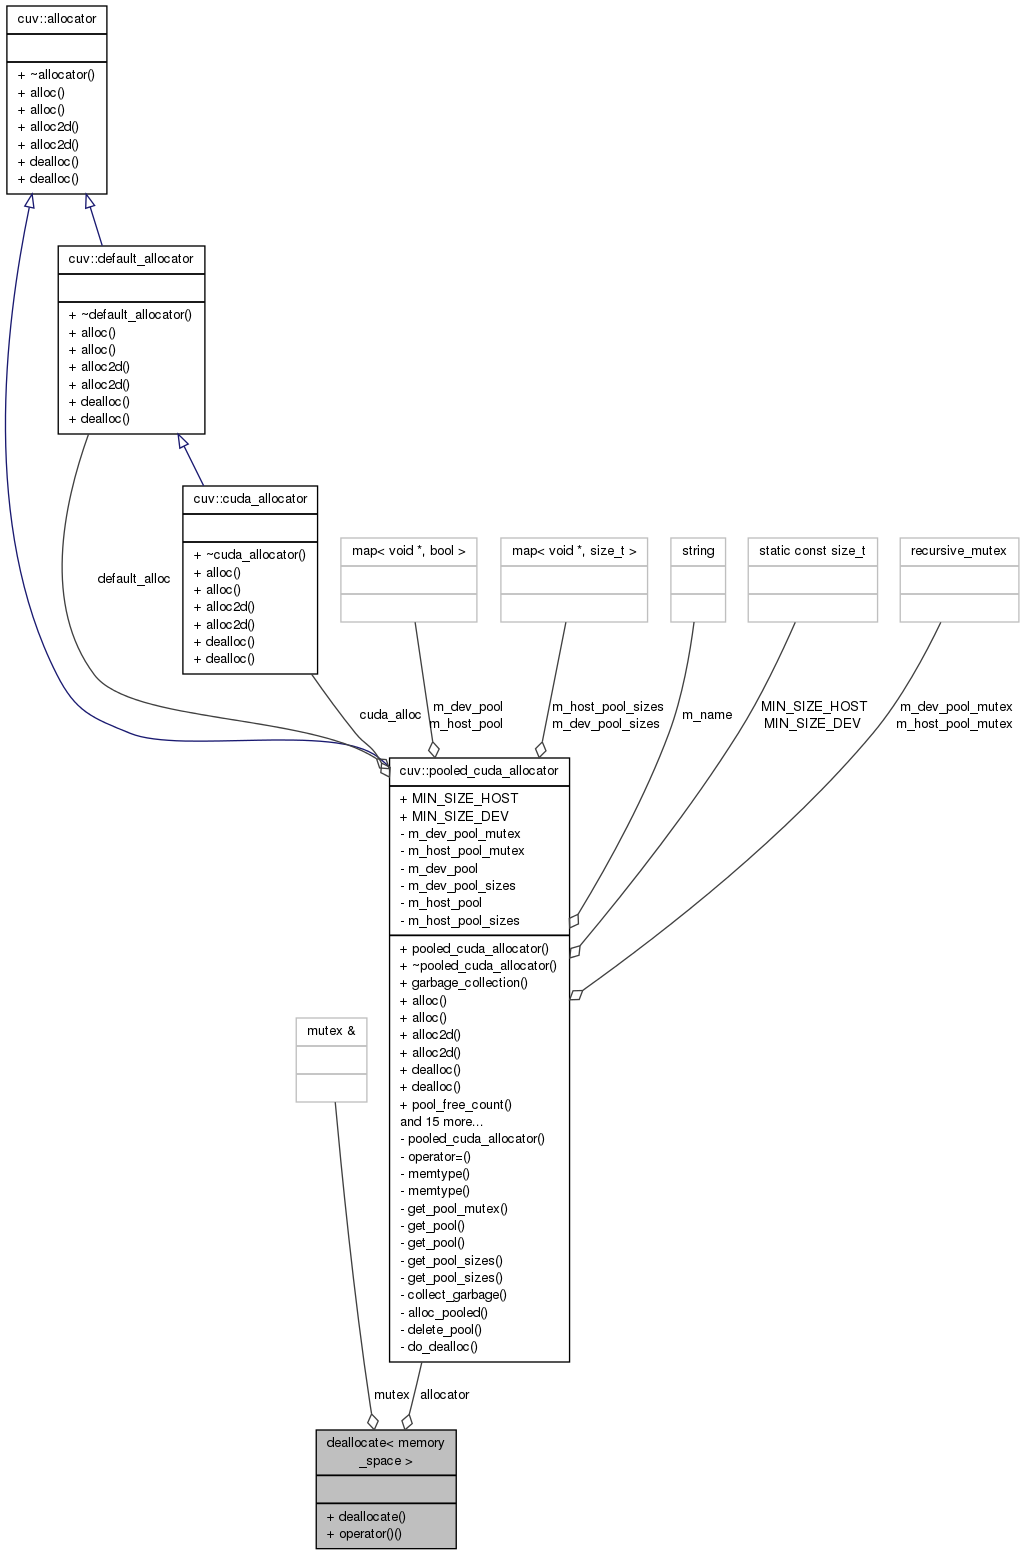 cuv::allocator
+ ~allocator()
+ alloc()
+ alloc()
+ alloc2d()
+ alloc2d()
+ dealloc()
+ dealloc()
cuv::default_allocator
+ ~default_allocator()
+ alloc()
+ alloc()
+ alloc2d()
+ alloc2d()
+ dealloc()
+ dealloc()
default_alloc
cuv::cuda_allocator
+ ~cuda_allocator()
+ alloc()
+ alloc()
+ alloc2d()
+ alloc2d()
+ dealloc()
+ dealloc()
cuda_alloc
map< void *, bool >
m_dev_pool
m_host_pool
map< void *, size_t >
m_host_pool_sizes
m_dev_pool_sizes
string
m_name
static const size_t
MIN_SIZE_HOST
MIN_SIZE_DEV
recursive_mutex
m_dev_pool_mutex
m_host_pool_mutex
cuv::pooled_cuda_allocator
+ MIN_SIZE_HOST
+ MIN_SIZE_DEV
- m_dev_pool_mutex
- m_host_pool_mutex
- m_dev_pool
- m_dev_pool_sizes
- m_host_pool
- m_host_pool_sizes
+ pooled_cuda_allocator()
+ ~pooled_cuda_allocator()
+ garbage_collection()
+ alloc()
+ alloc()
+ alloc2d()
+ alloc2d()
+ dealloc()
+ dealloc()
+ pool_free_count()
and 15 more...
- pooled_cuda_allocator()
- operator=()
- memtype()
- memtype()
- get_pool_mutex()
- get_pool()
- get_pool()
- get_pool_sizes()
- get_pool_sizes()
- collect_garbage()
- alloc_pooled()
- delete_pool()
- do_dealloc()
mutex &
mutex
allocator
deallocate< memory
_space >
+ deallocate()
+ operator()()